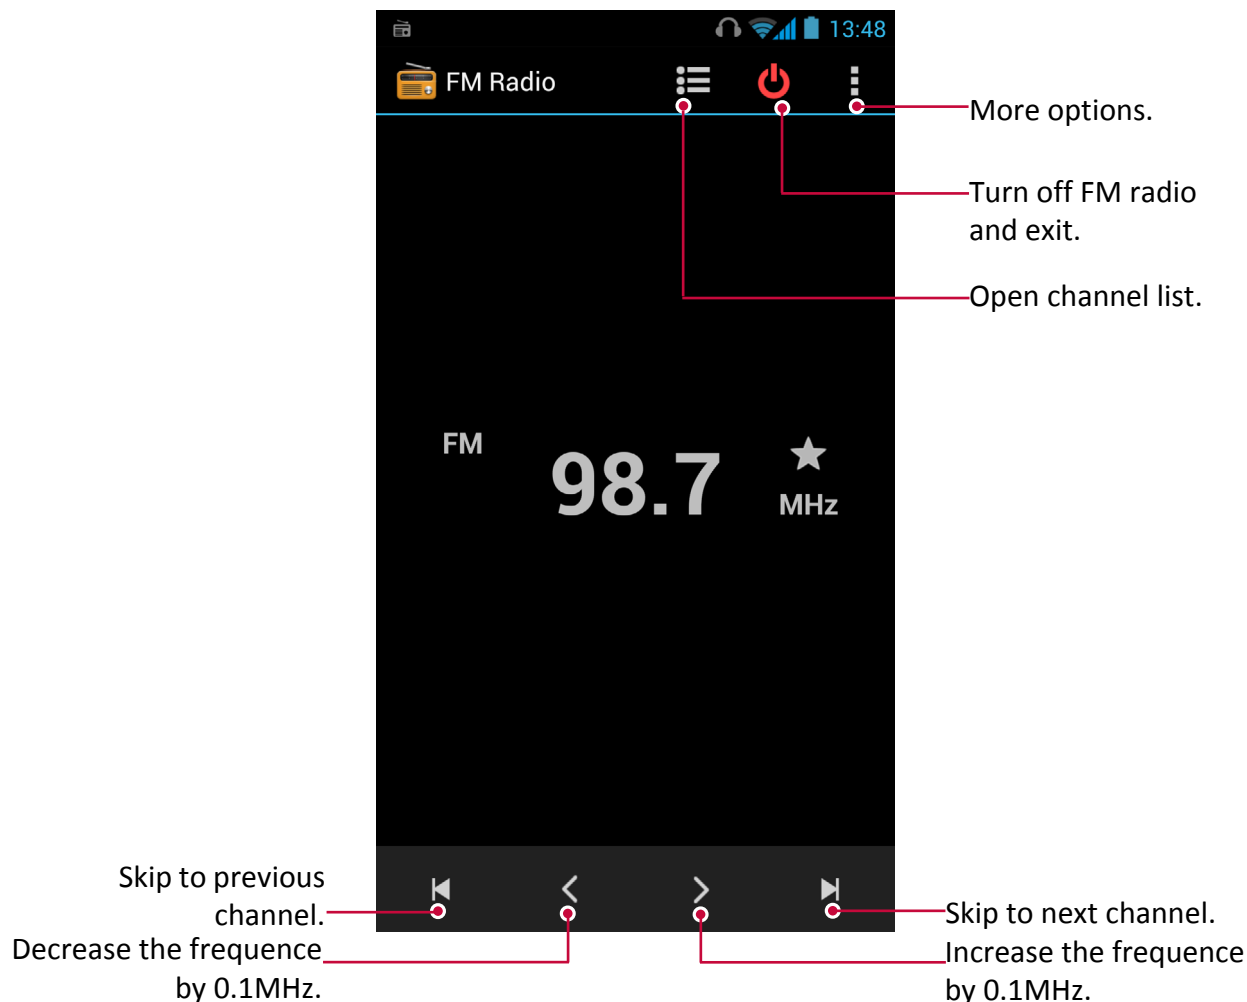 13:48
FM Radio
More options.
Turn off FM radio
and exit.
Open channel list.
FM
98.7
MHz
Skip to previous
channel.
Decrease the frequence
by 0.1MHz.
Skip to next channel.
Increase the frequence
by 0.1MHz.